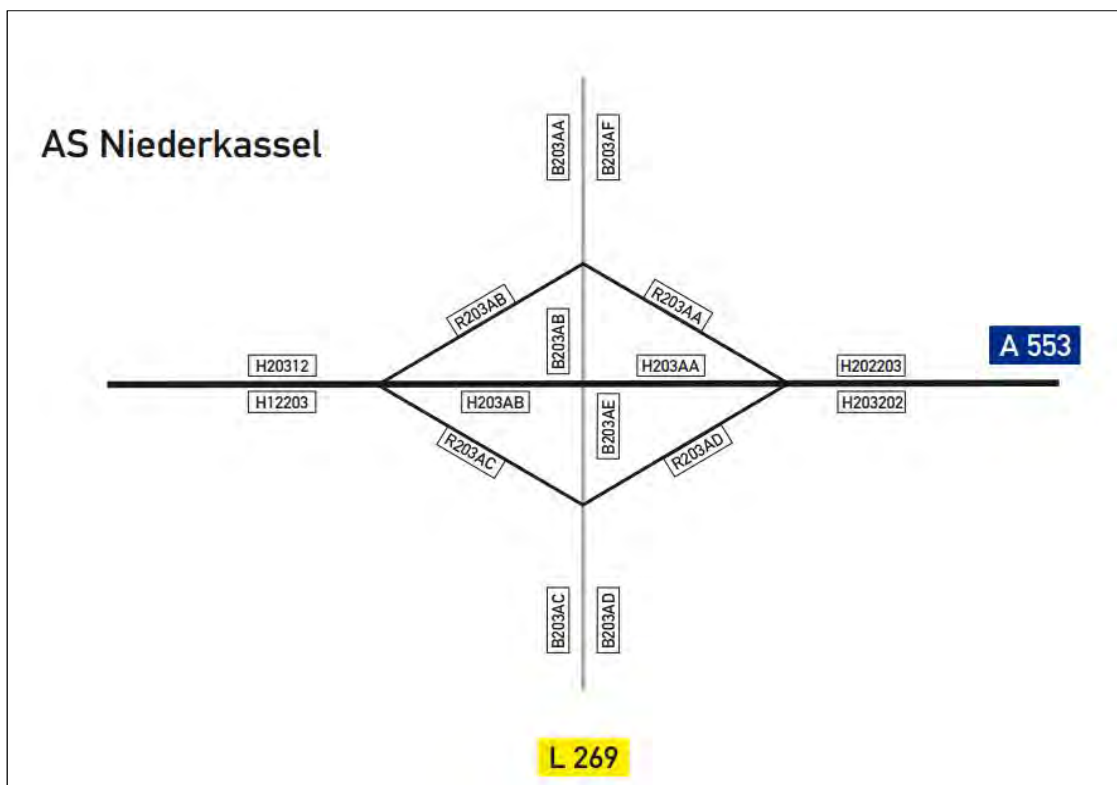 AS Niederkassel
B203AA
B203AF
R203AB
R203AA
B203AB
A 553
H20312
H203AA
H202203
H12203
H203AB
H203202
B203AE
R203AC
R203AD
B203AC
B203AD
L 269